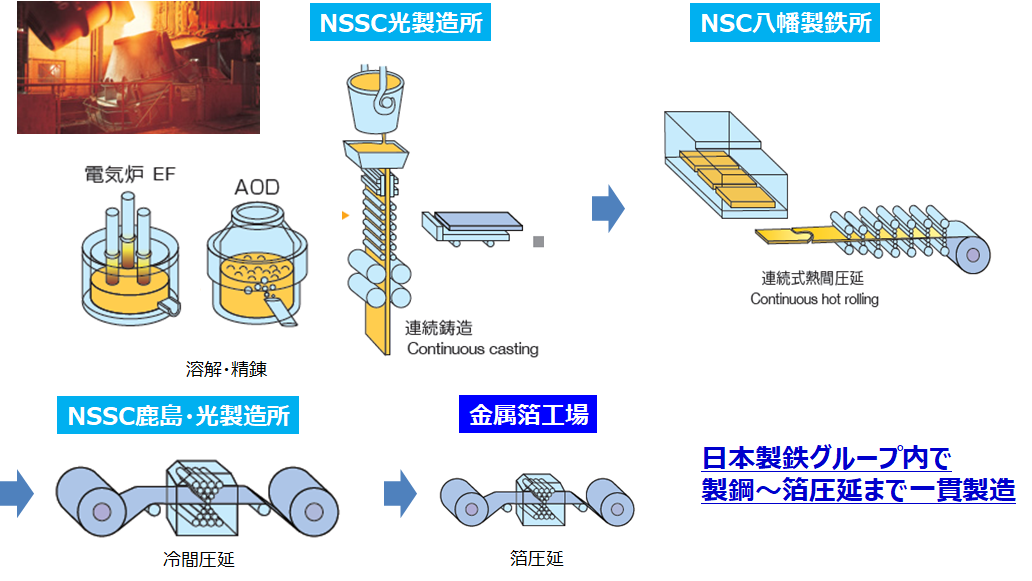 NSSC光製造所
NSC八幡製鉄所
電気炉 EF
AOD
連続鋳造
Continuous casting
溶解・精錬
連続式熱間圧延
Continuous hot rolling
NSSC鹿島・光製造所
金属箔工場
冷間圧延
箔圧延
日本製鉄グループ内で
製鋼～箔圧延まで一貫製造